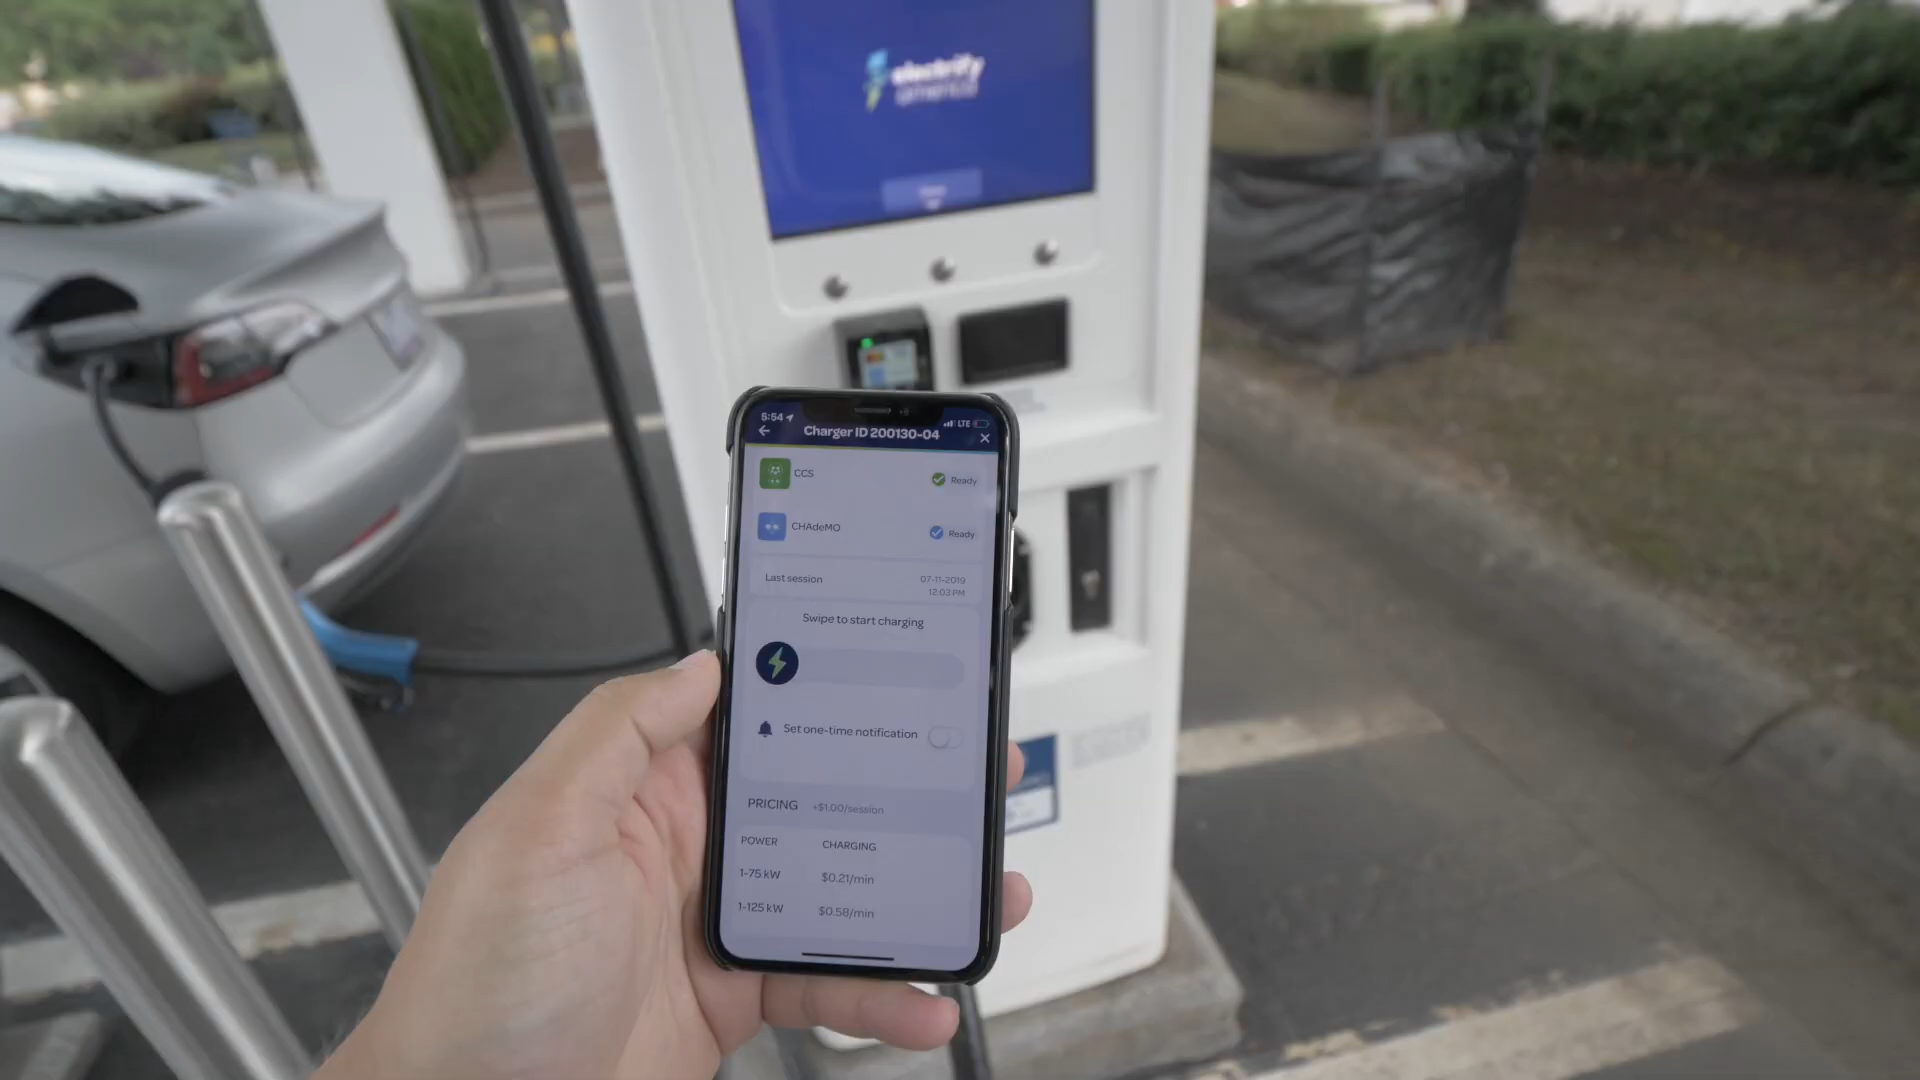 electrify
america
5:54
LTE
Charger ID 200130-04
CCS
Ready
CHAdeMO
Ready
Last session
07-11-2019
12:03 PM
Swipe to start charging
Set one-time notification
PRICING +$1.00/session
POWER CHARGING
1-75 kW $0.21/min
1-125 kW $0.58/min